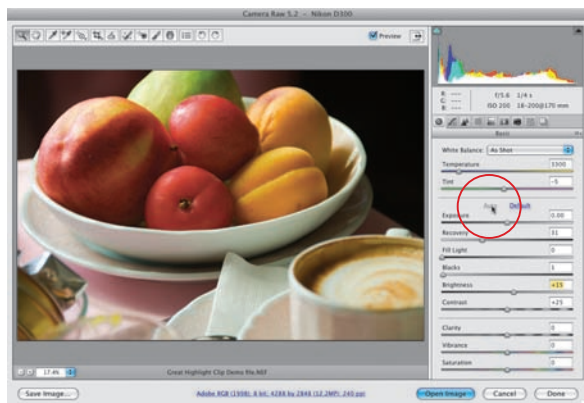 Camera Raw 5.2 – Nikon D300
Preview
R: ---
G: ---
B: ---
f/5.6 1/4 s
ISO 200 18-200@170 mm
Basic
White Balance: As Shot
Temperature 3300
Tint -5
Auto Default
Exposure 0.00
Recovery 31
Fill Light 0
Blacks 1
Brightness +15
Contrast +25
Clarity 0
Vibrance 0
Saturation 0
17.4%
Great Highlight Clip Demo file.NEF
Save Image...
Adobe RGB (1998); 8 bit; 4288 by 2848 (12.2MP); 240 ppi
Open Image
Cancel
Done